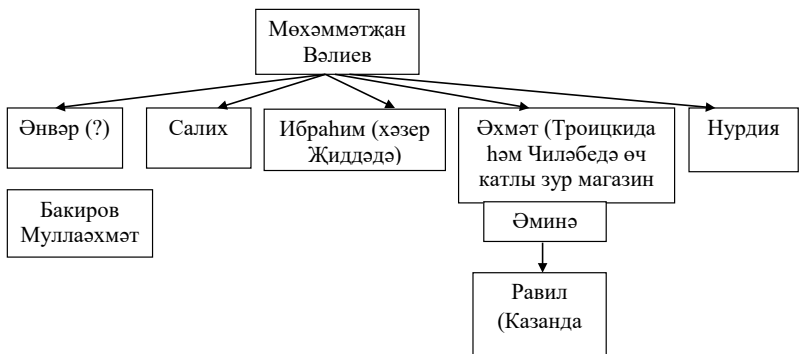 Мөхәммәтҗан
Вәлиев
Әнвәр (?)
Салих
Ибраһим (хәзер
Җиддәдә)
Әхмәт (Троицкида
һәм Чиләбедә өч
катлы зур магазин
Нурдия
Бакиров
Муллаәхмәт
Әминә
Равил
(Казанда